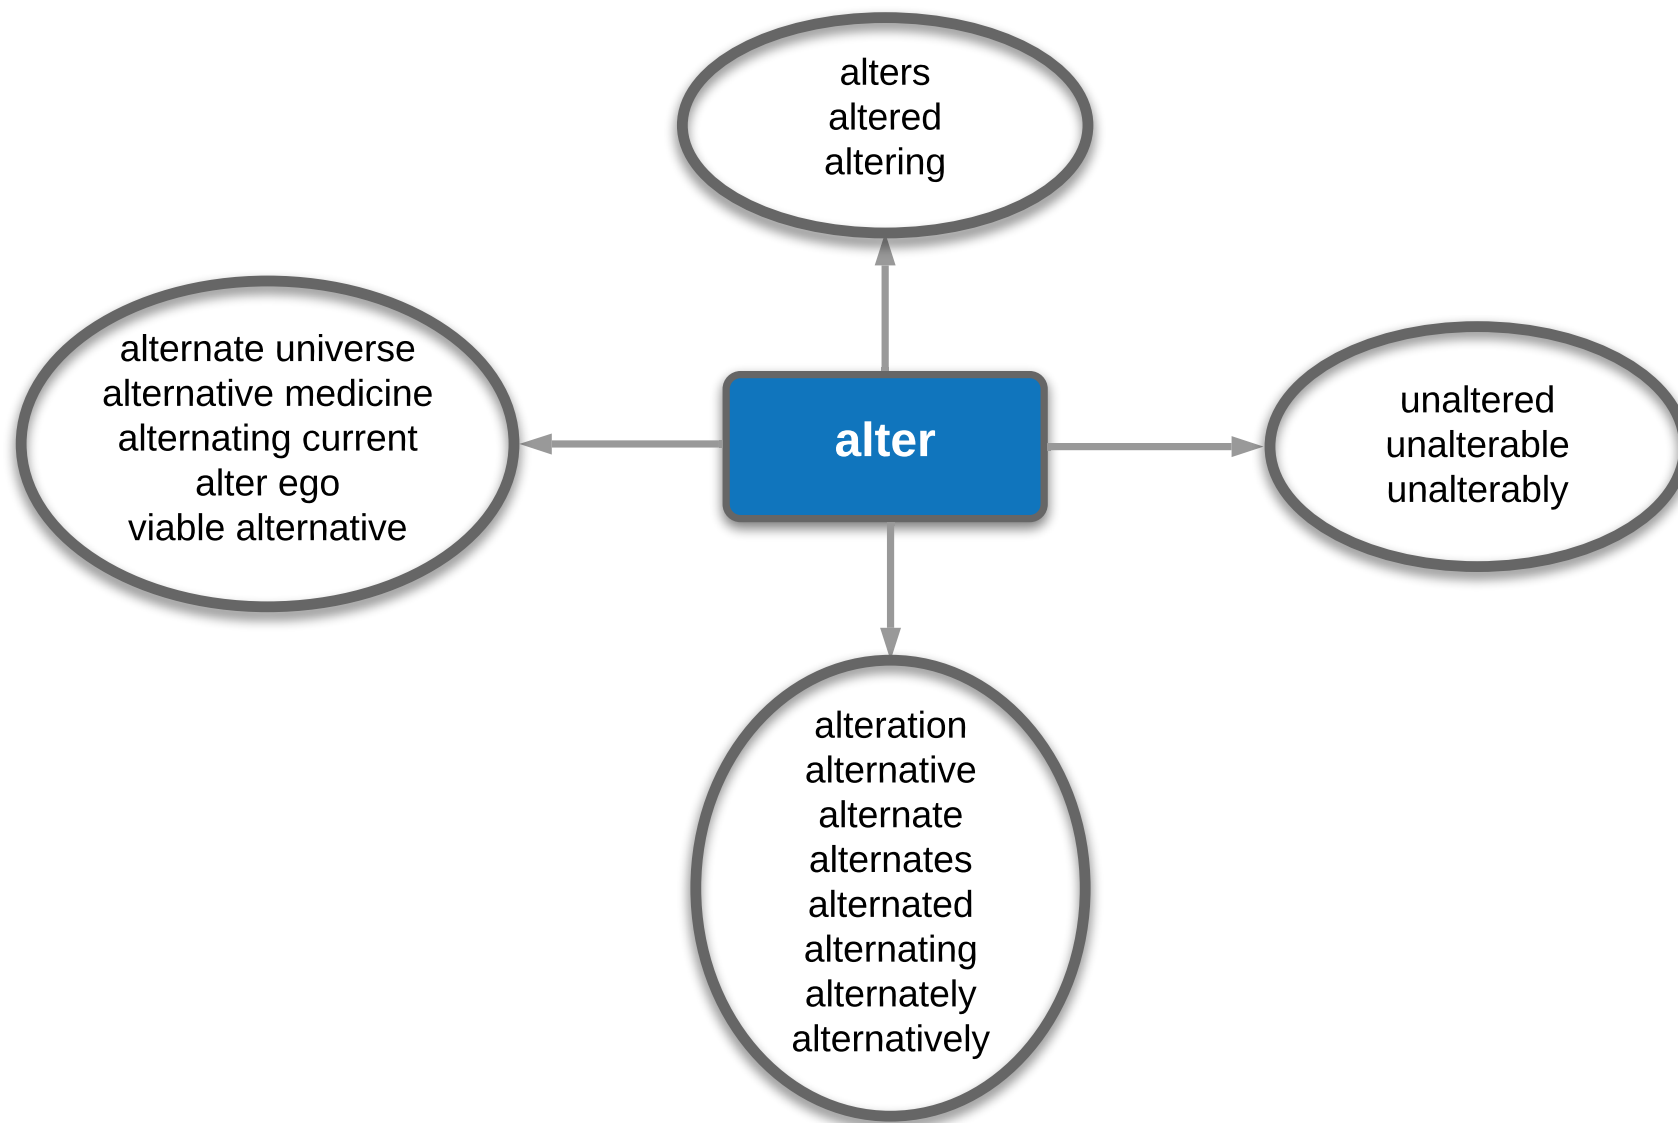 alters
altered
altering
alternate universe
alternative medicine
alternating current
alter ego
viable alternative
alter
unaltered
unalterable
unalterably
alteration
alternative
alternate
alternates
alternated
alternating
alternately
alternatively